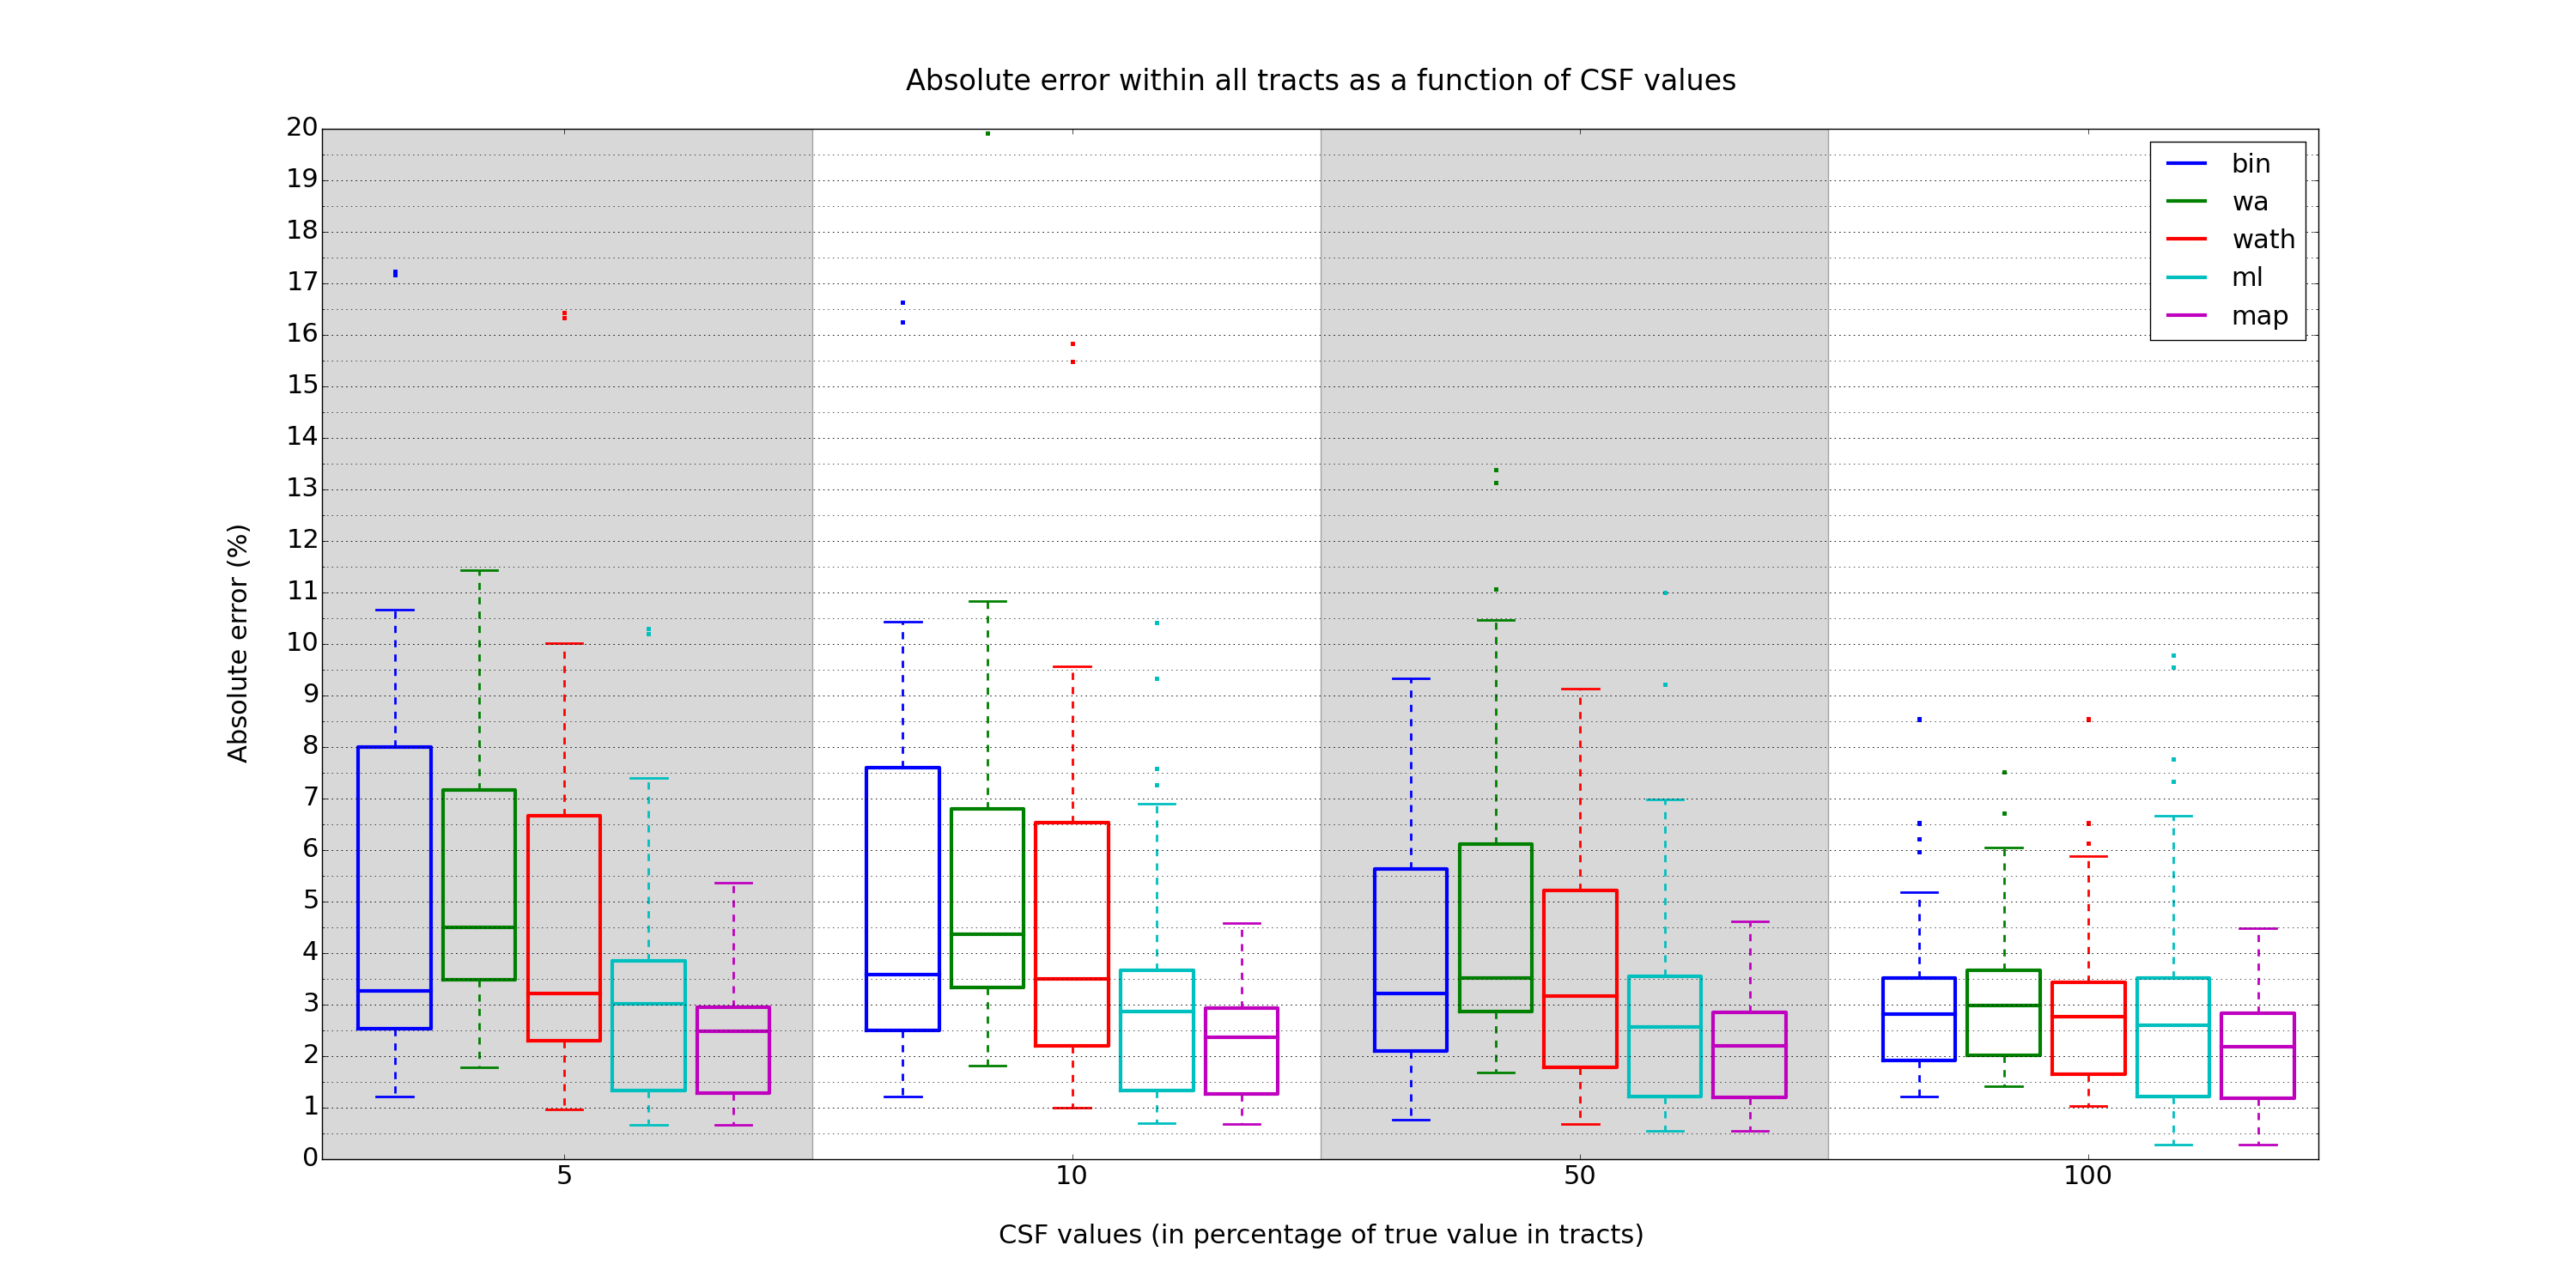 Absolute error within all tracts as a function of CSF values
20
19
18
17
16
15
14
13
12
11
10
9
8
7
6
5
4
3
2
1
0
Absolute error (%)
bin
wa
wath
ml
map
5 10 50 100
CSF values (in percentage of true value in tracts)